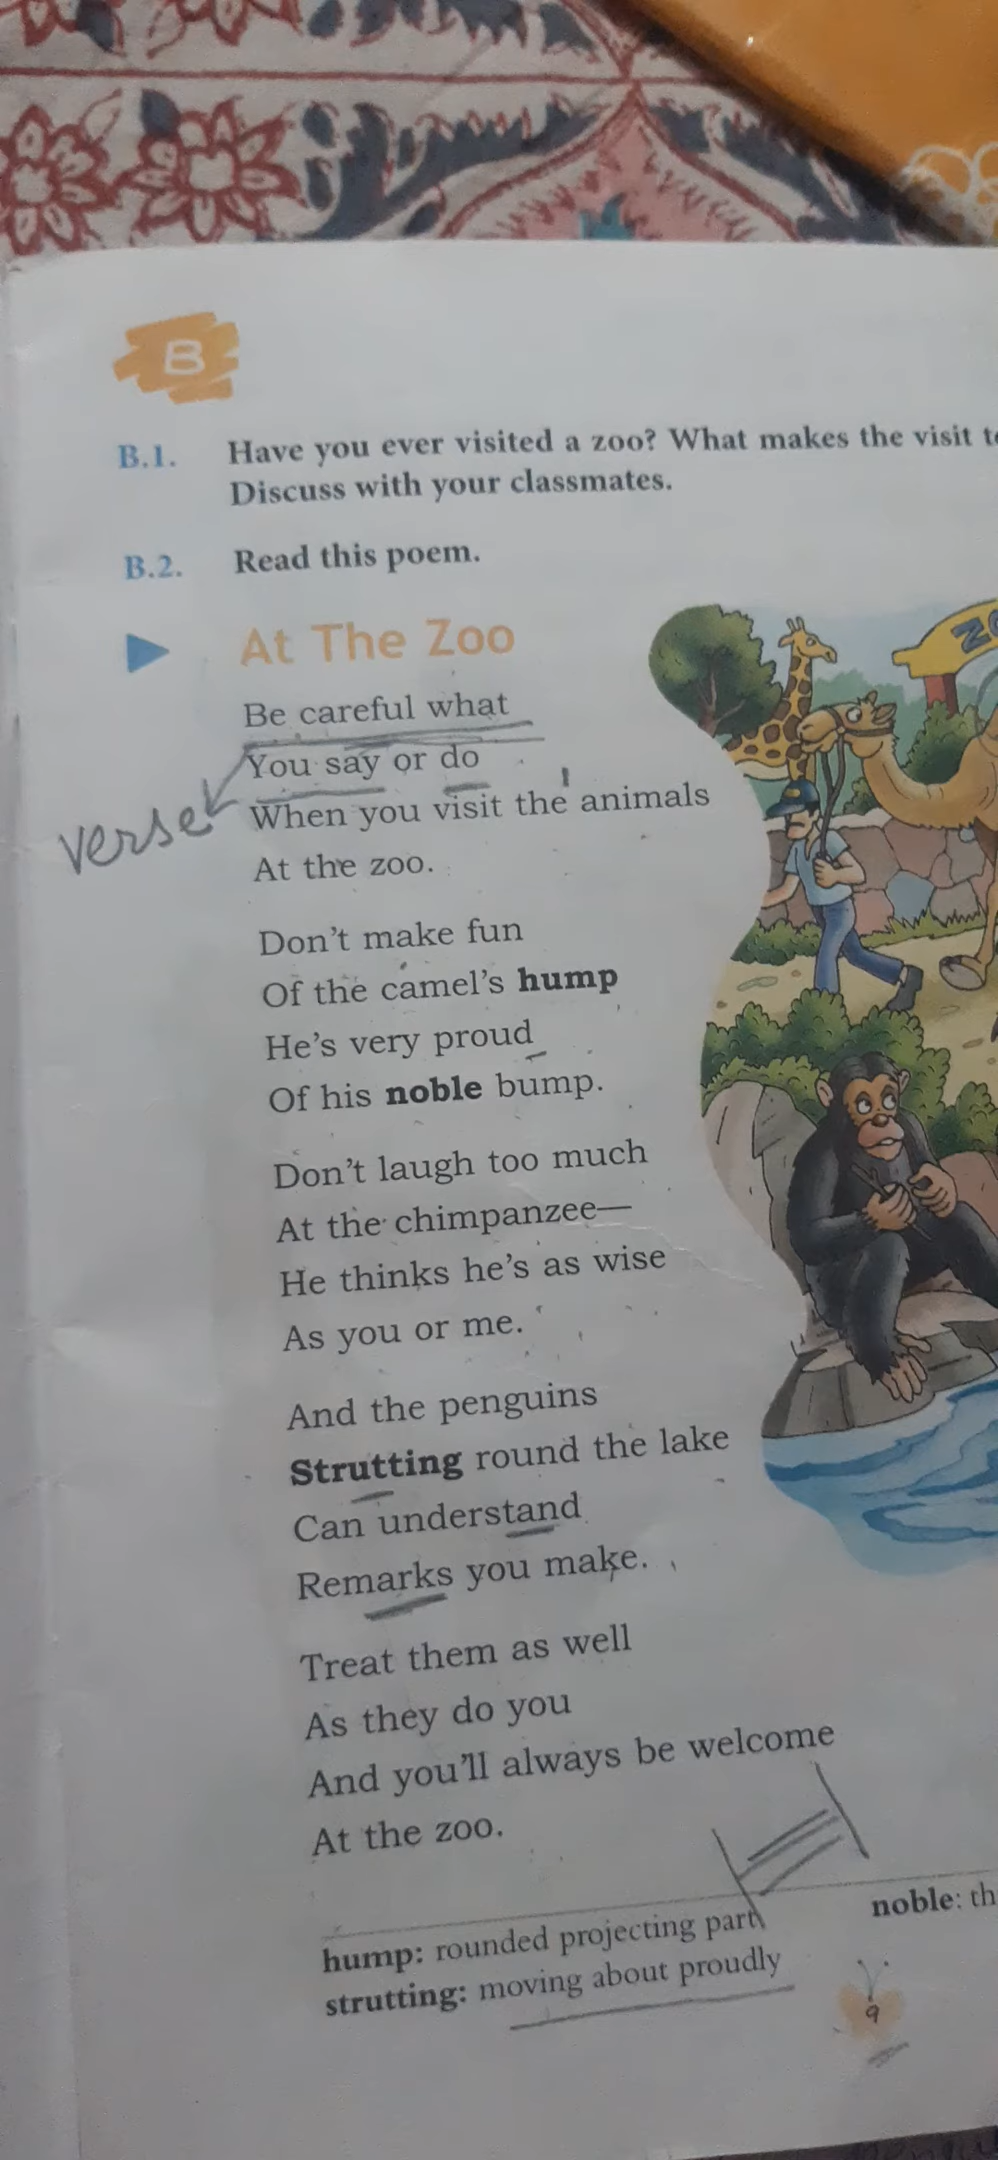 B
B.1. Have you ever visited a zoo? What makes the visit
Discuss with your classmates.
B.2. Read this poem.
At The Zoo
Be careful what
You say or do
verse
When you visit the animals
At the zoo.
Don't make fun
Of the camel's hump
He's very proud
Of his noble bump.
Don't laugh too much
At the chimpanzee—
He thinks he's as wise
As you or me.
And the penguins
Strutting round the lake
Can understand
Remarks you make.
Treat them as well
As they do you
And you'll always be welcome
At the zoo.
hump: rounded projecting part
noble:
strutting: moving about proudly
9